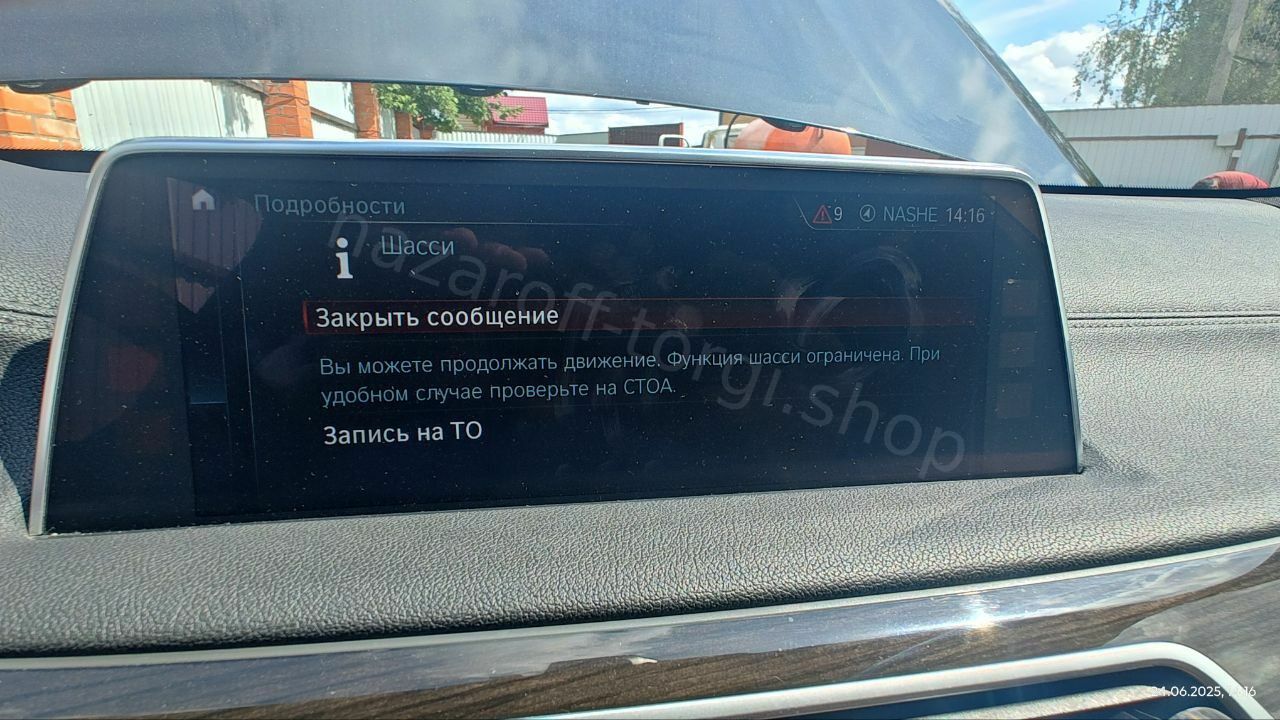 Подробности
9 NASHE 14:16
Шасси
Закрыть сообщение
Вы можете продолжать движение. Функция шасси ограничена. При
удобном случае проверьте на СТОА.
Запись на ТО
nazaroff-torgi.shop